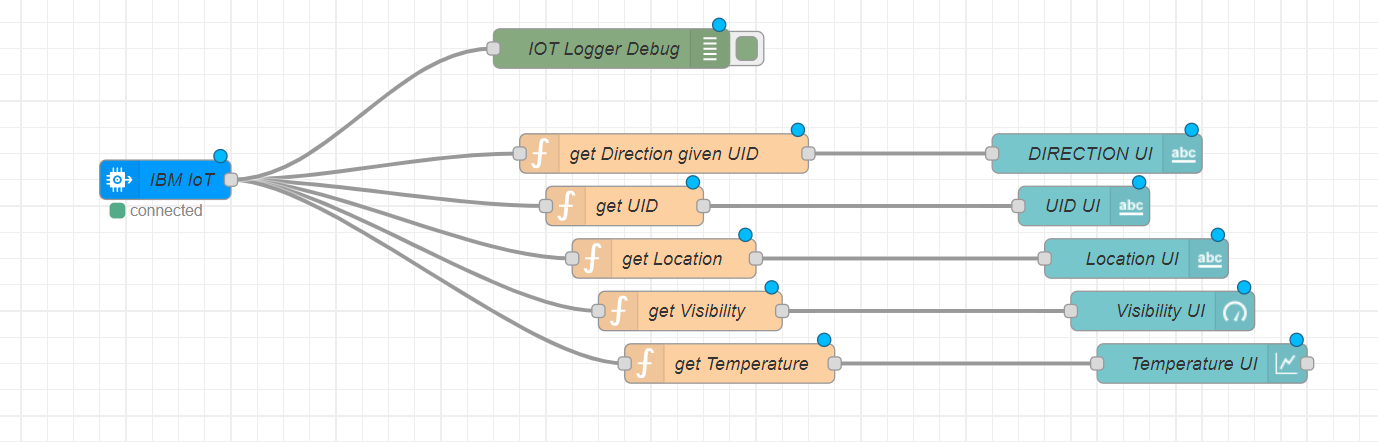 IOT Logger Debug
get Direction given UID
DIRECTION UI
abc
IBM IoT
connected
get UID
UID UI
abc
get Location
Location UI
abc
get Visibility
Visibility UI
get Temperature
Temperature UI